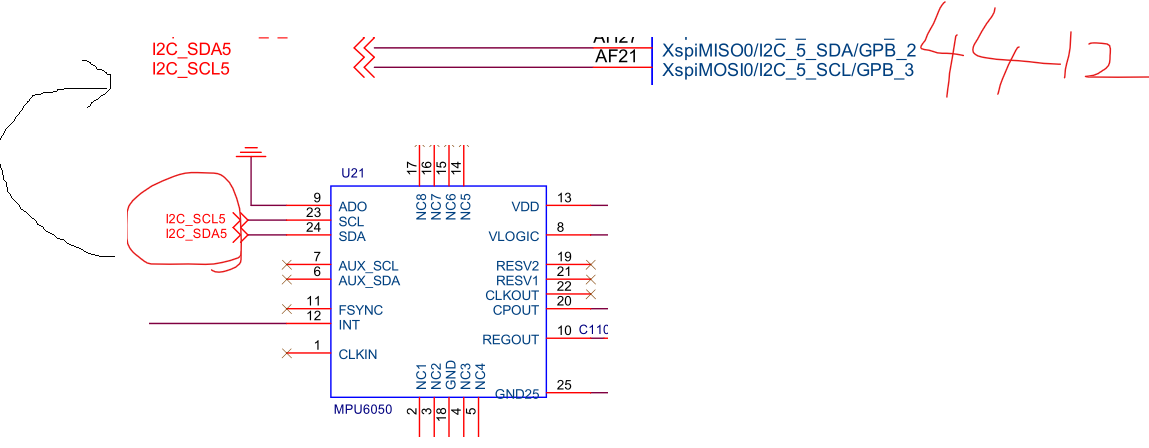 I2C_SDA5 XspiMISO0/I2C_5_SDA/GPB_2
I2C_SCL5 AF21 XspiMOSI0/I2C_5_SCL/GPB_3
4412
U21
17 16 15 14
NC8 NC7 NC6 NC5
9 ADO VDD 13
I2C_SCL5 23 SCL
I2C_SDA5 24 SDA VLOGIC 8
7 AUX_SCL RESV2 19
6 AUX_SDA RESV1 21
CLKOUT 22
11 FSYNC CPOUT 20
12 INT
REGOUT 10
1 CLKIN
NC1 NC2 GND NC3 NC4
GND25 25
MPU6050
2 3 18 4 5